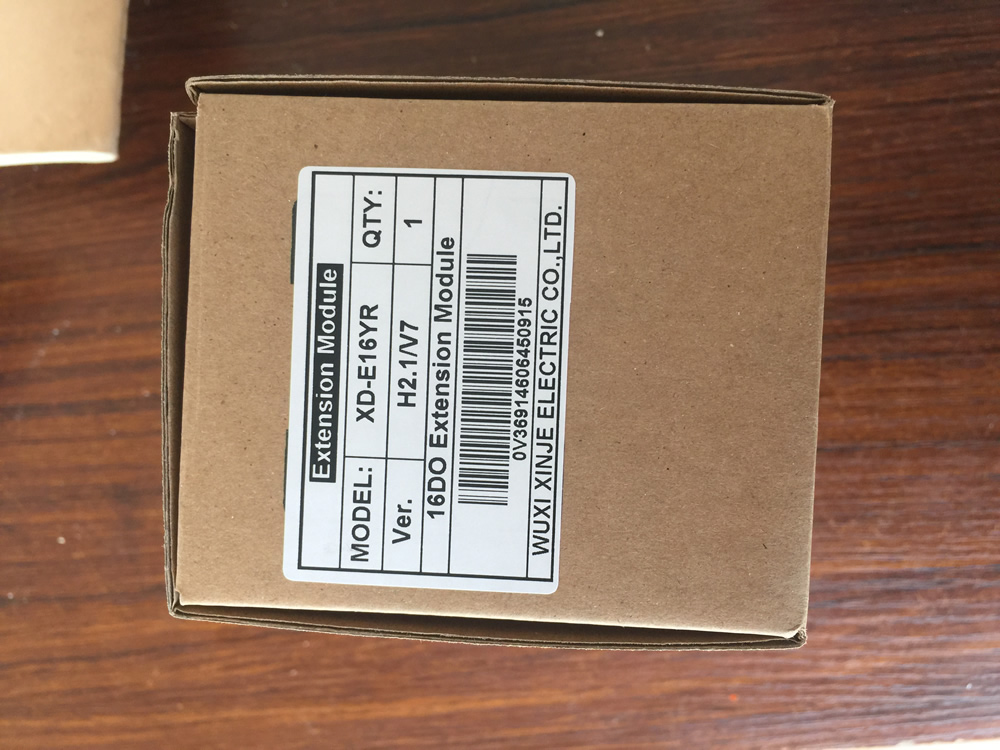 Extension Module
MODEL: XD-E16YR QTY:
Ver. H2.1/V7 1
16DO Extension Module
0V36914606450915
WUXI XINJE ELECTRIC CO.,LTD.